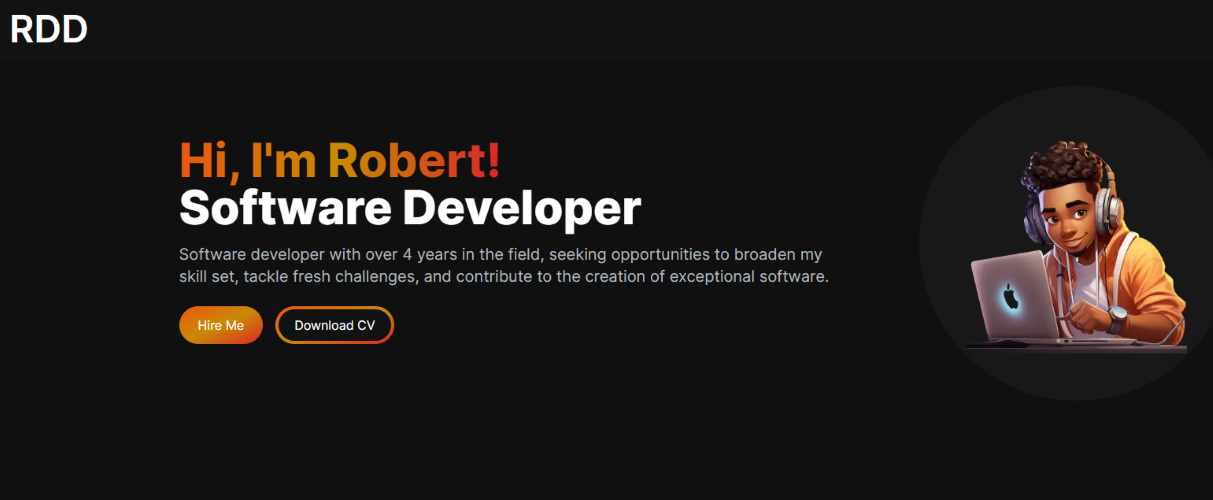 RDD
Hi, I'm Robert!
Software Developer
Software developer with over 4 years in the field, seeking opportunities to broaden my
skill set, tackle fresh challenges, and contribute to the creation of exceptional software.
Hire Me
Download CV